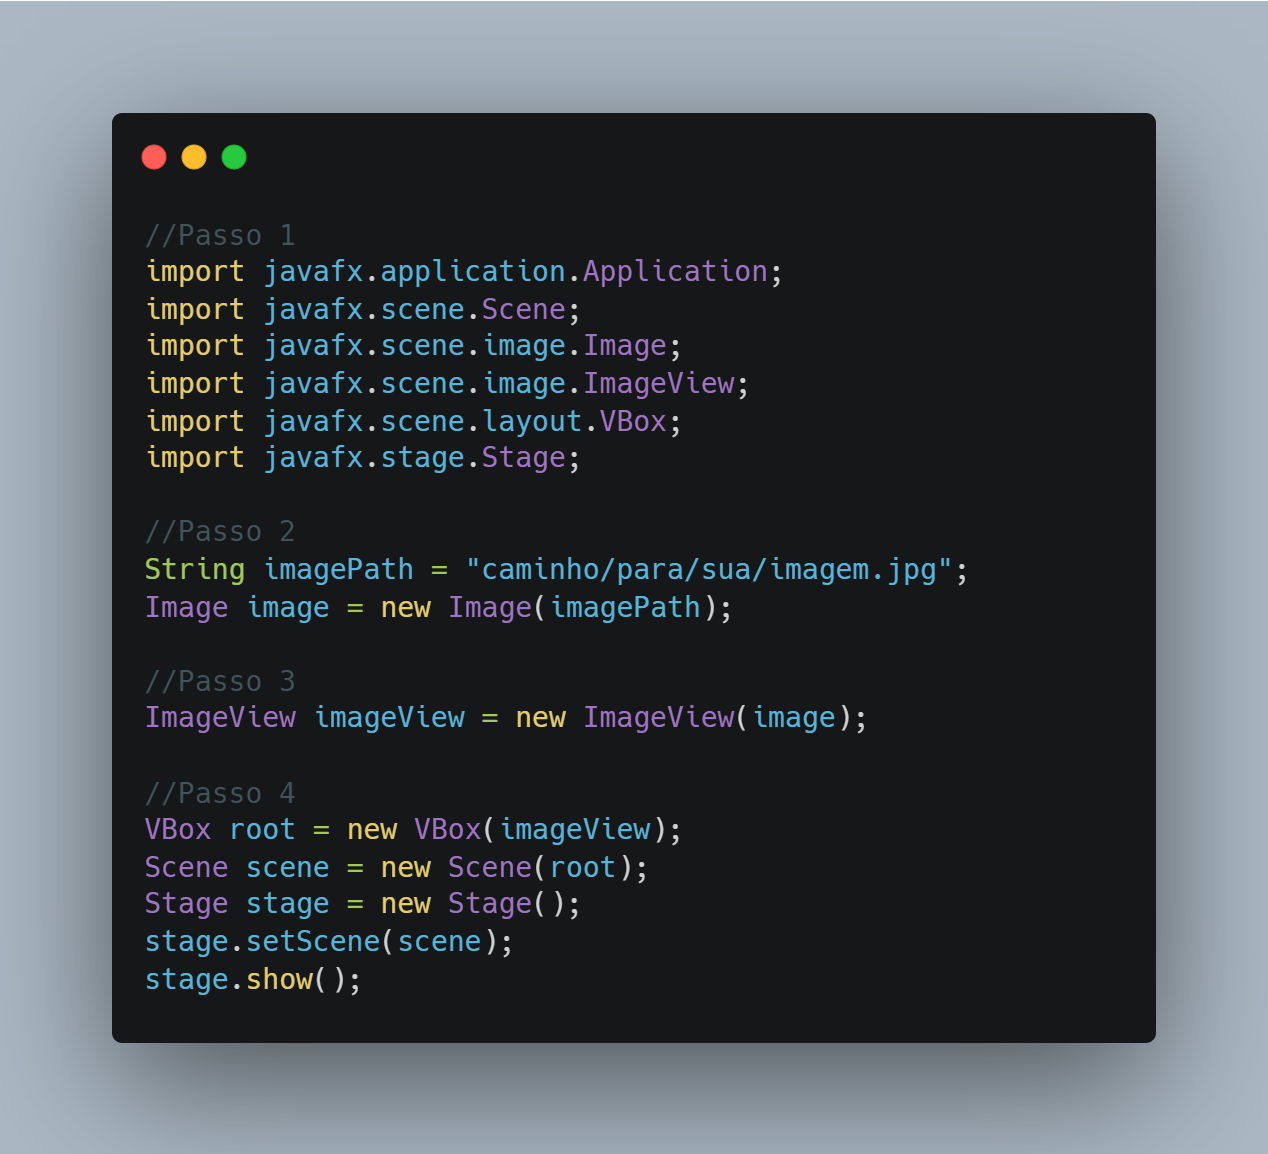 //Passo 1
import javafx.application.Application;
import javafx.scene.Scene;
import javafx.scene.image.Image;
import javafx.scene.image.ImageView;
import javafx.scene.layout.VBox;
import javafx.stage.Stage;
//Passo 2
String imagePath = "caminho/para/sua/imagem.jpg";
Image image = new Image(imagePath);
//Passo 3
ImageView imageView = new ImageView(image);
//Passo 4
VBox root = new VBox(imageView);
Scene scene = new Scene(root);
Stage stage = new Stage();
stage.setScene(scene);
stage.show();